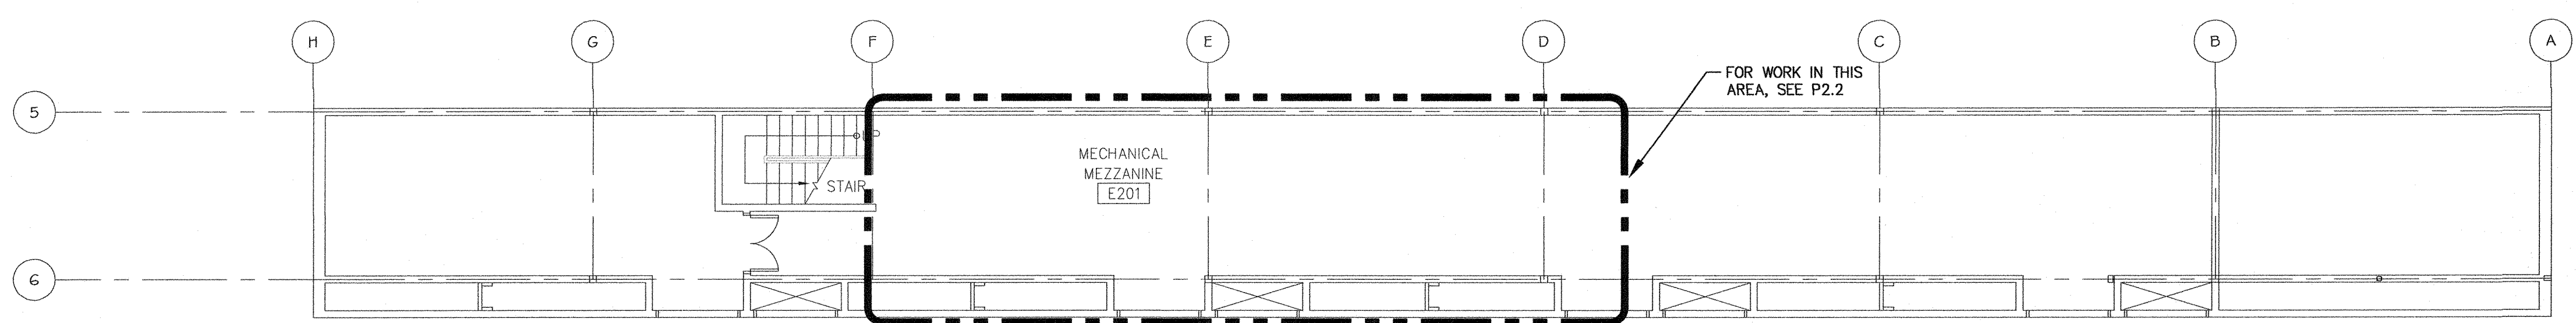 H
G
F
E
D
C
B
A
FOR WORK IN THIS
AREA, SEE P2.2
5
MECHANICAL
MEZZANINE
STAIR
E201
6